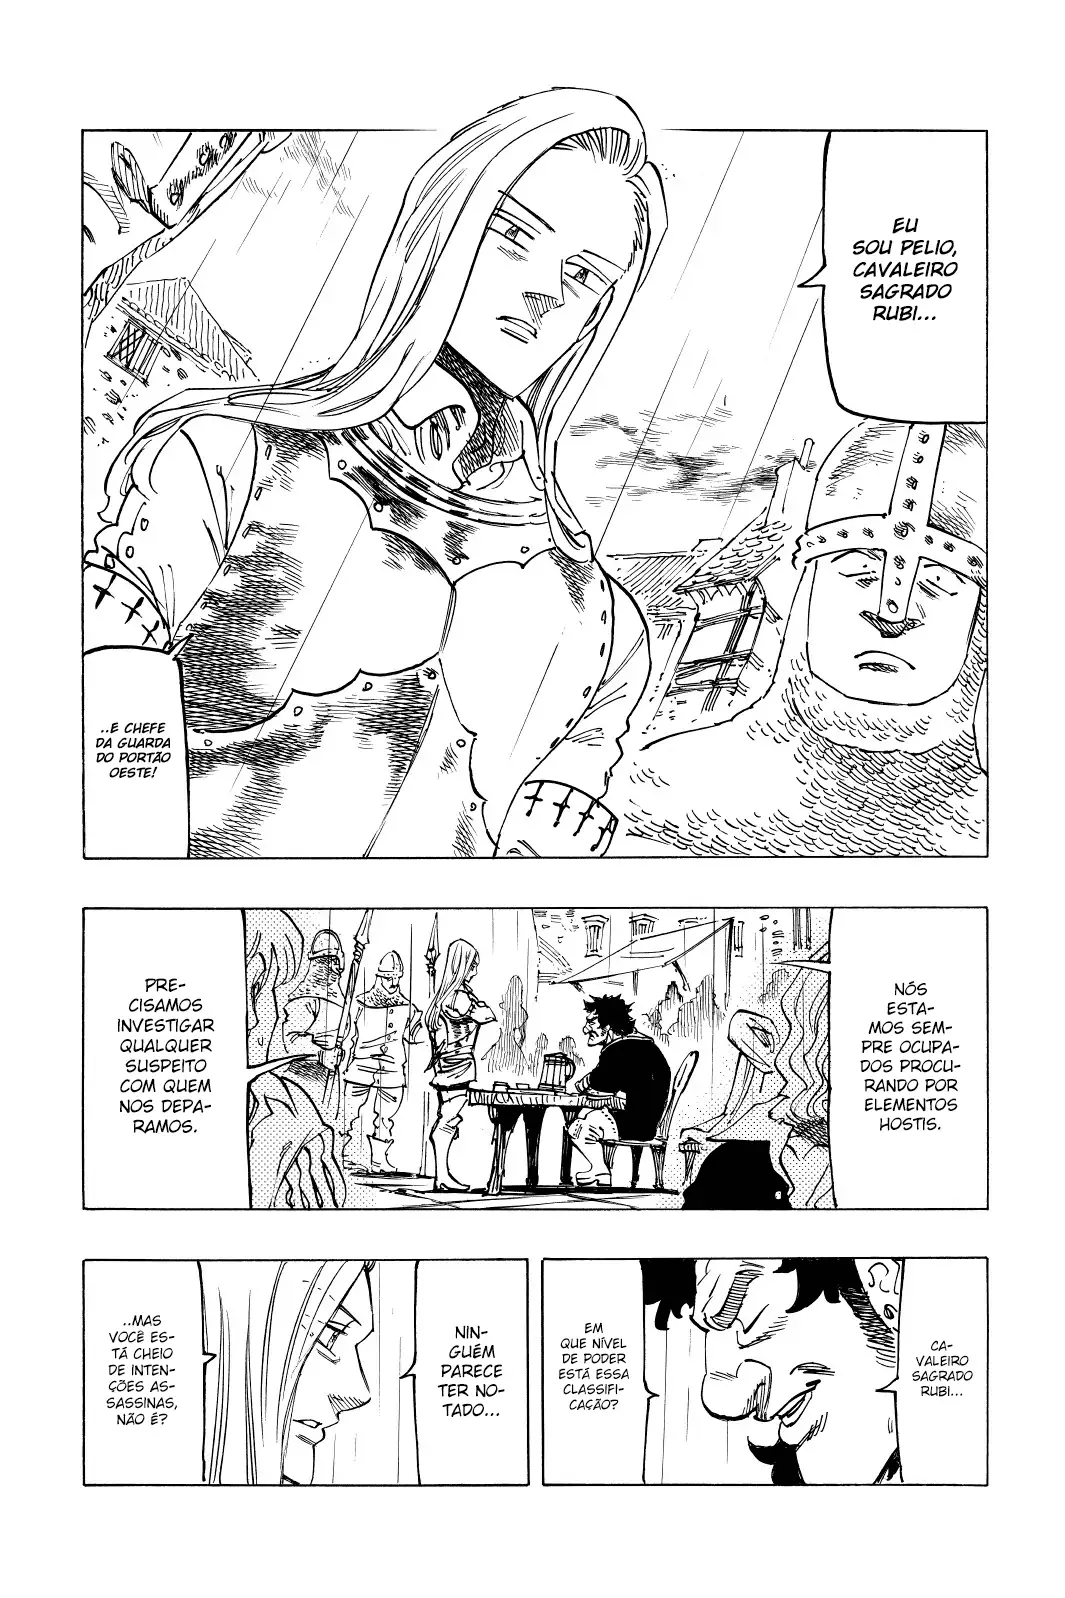 EU
SOU PELIO,
CAVALEIRO
SAGRADO
RUBI...
..E CHEFE
DA GUARDA
DO PORTÃO
OESTE!
NÓS
ESTA-
MOS SEM-
PRE OCUPA-
DOS PROCU-
RANDO POR
ELEMENTOS
HOSTIS.
PRE-
CISAMOS
INVESTIGAR
QUALQUER
SUSPEITO
COM QUEM
NOS DEPA-
RAMOS.
CA-
VALEIRO
SAGRADO
RUBI...
EM
QUE NÍVEL
DE PODER
ESTÁ ESSA
CLASSIFI-
CAÇÃO?
NIN-
GUÉM
PARECE
TER NO-
TADO...
..MAS
VOCÊ ES-
TÁ CHEIO
DE INTEN-
ÇÕES AS-
SASSINAS,
NÃO É?